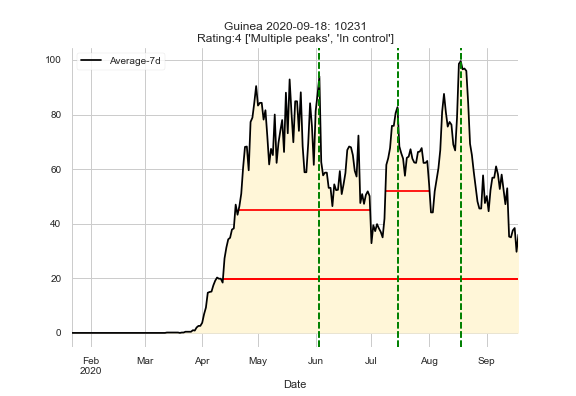 Guinea 2020-09-18: 10231
Rating:4 ['Multiple peaks', 'In control']
Average-7d
100
80
60
40
20
0
Feb Mar Apr May Jun Jul Aug Sep
2020
Date